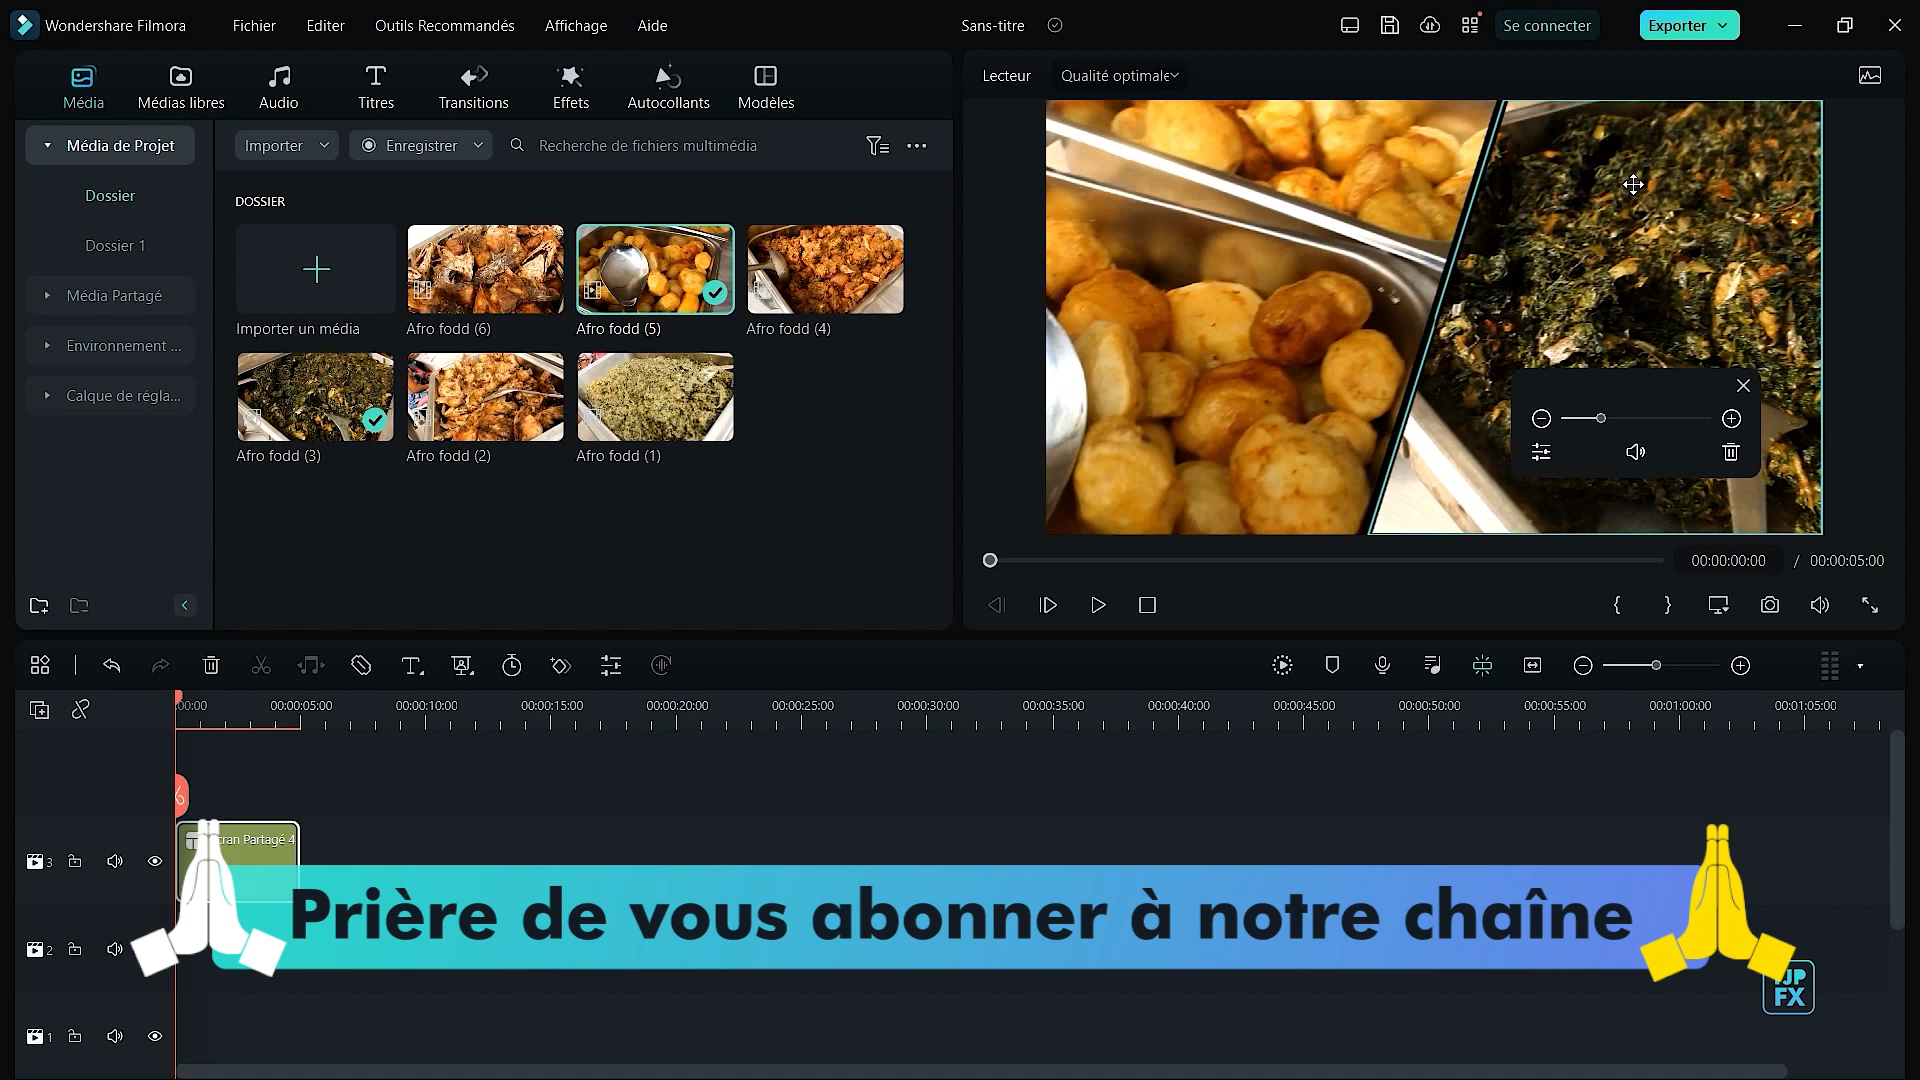 Wondershare Filmora
Fichier
Editer
Outils Recommandés
Affichage
Aide
Sans-titre
Se connecter
Exporter
Média
Médias libres
Audio
Titres
Transitions
Effets
Autocollants
Modèles
Lecteur
Qualité optimale
Média de Projet
Importer
Enregistrer
Recherche de fichiers multimédia
Dossier
Dossier 1
Média Partagé
Environnement ...
Calque de régla...
DOSSIER
Importer un média
Afro fodd (6)
Afro fodd (5)
Afro fodd (4)
Afro fodd (3)
Afro fodd (2)
Afro fodd (1)
00:00:00:00 / 00:00:05:00
:00:00
00:00:05:00
00:00:10:00
00:00:15:00
00:00:20:00
00:00:25:00
00:00:30:00
00:00:35:00
00:00:40:00
00:00:45:00
00:00:50:00
00:00:55:00
00:01:00:00
00:01:05:00
cran Partagé 4
3
Prière de vous abonner à notre chaîne
2
FX
1